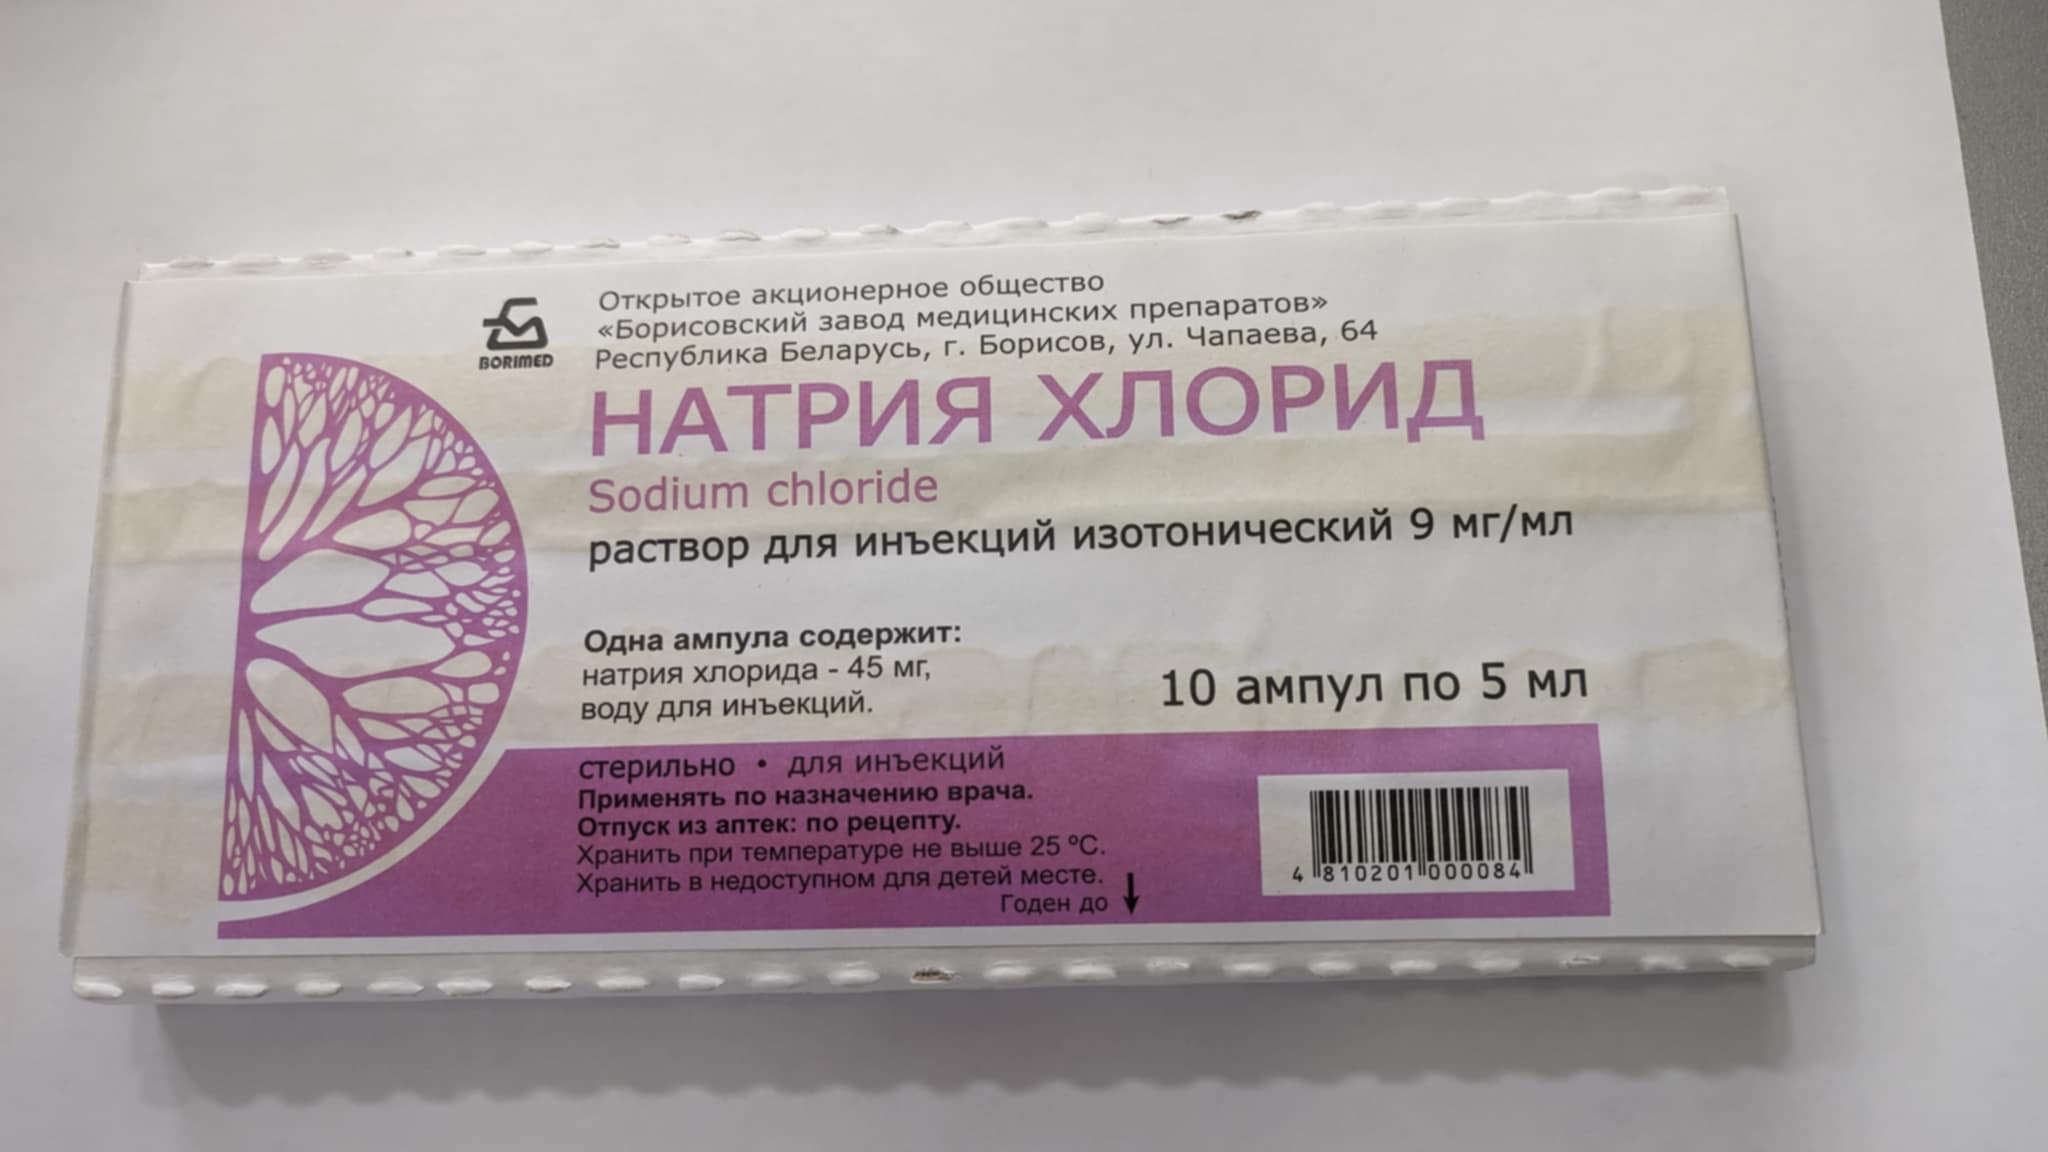 BORIMED
Открытое акционерное общество
«Борисовский завод медицинских препаратов»
Республика Беларусь, г. Борисов, ул. Чапаева, 64
НАТРИЯ ХЛОРИД
Sodium chloride
раствор для инъекций изотонический 9 мг/мл
Одна ампула содержит:
натрия хлорида - 45 мг,
воду для инъекций.
10 ампул по 5 мл
стерильно • для инъекций
Применять по назначению врача.
Отпуск из аптек: по рецепту.
Хранить при температуре не выше 25 ºС.
Хранить в недоступном для детей месте.
Годен до ↓
4 810201 000084